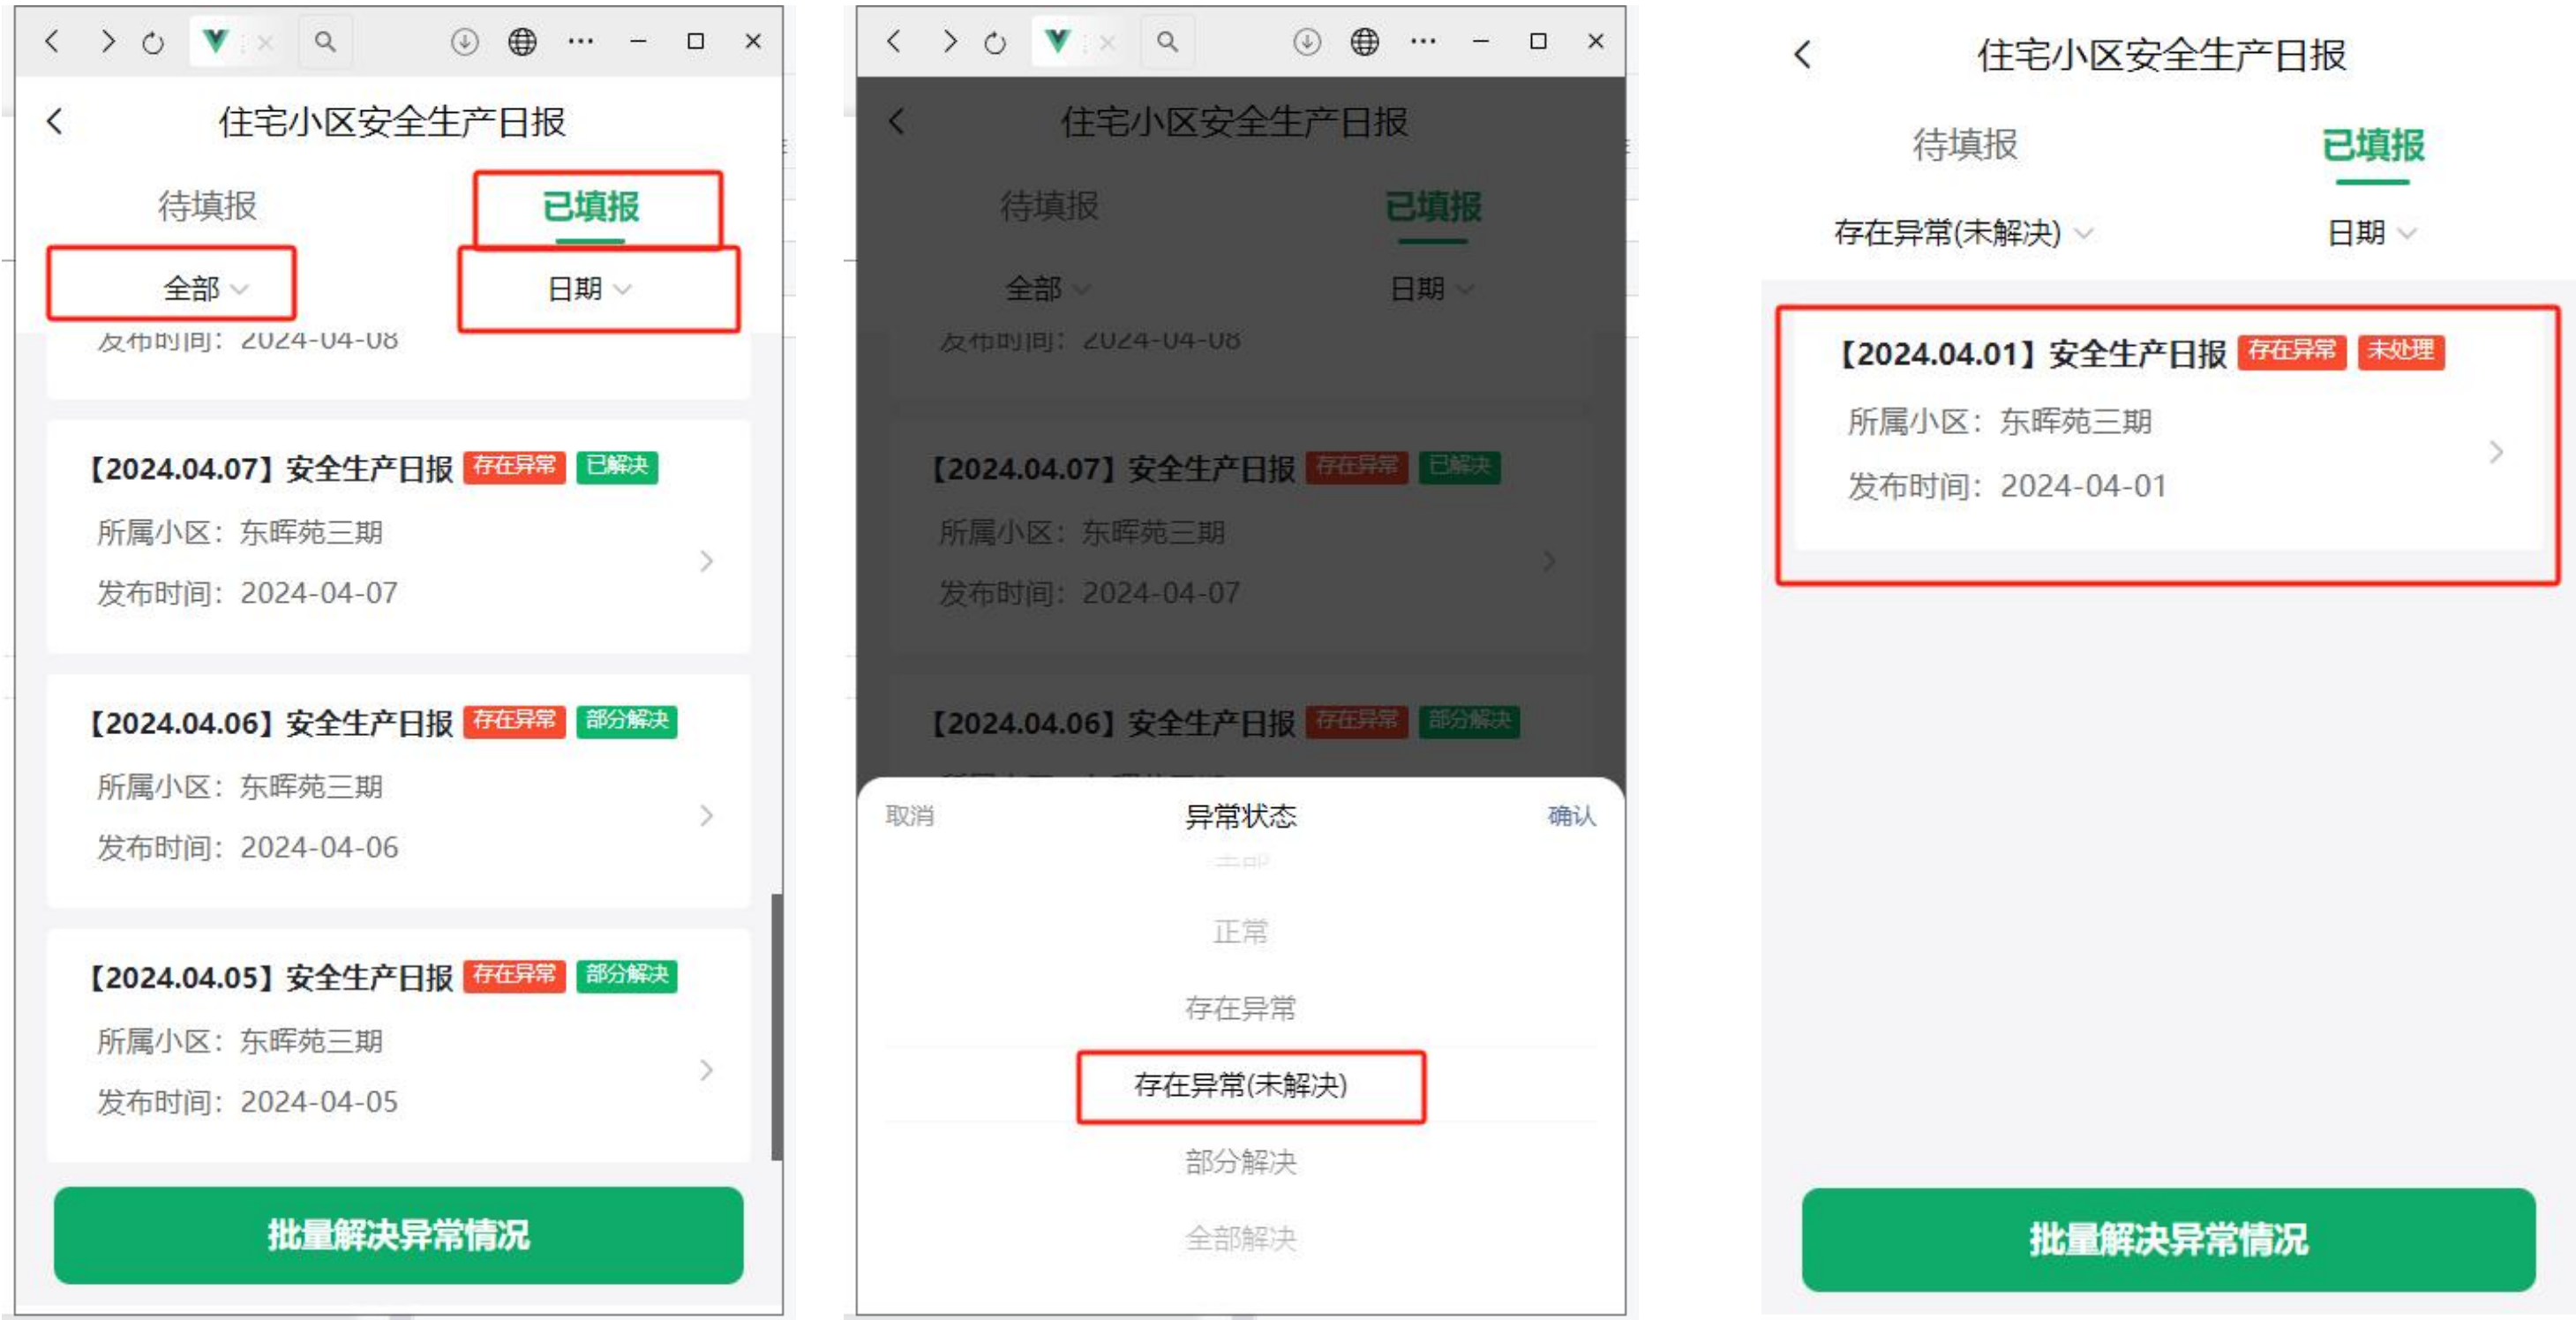 住宅小区安全生产日报
待填报 已填报
全部 日期
发布时间：2024-04-08
【2024.04.07】安全生产日报 存在异常 已解决
所属小区：东晖苑三期
发布时间：2024-04-07
【2024.04.06】安全生产日报 存在异常 部分解决
所属小区：东晖苑三期
发布时间：2024-04-06
【2024.04.05】安全生产日报 存在异常 部分解决
所属小区：东晖苑三期
发布时间：2024-04-05
批量解决异常情况
住宅小区安全生产日报
待填报 已填报
全部 日期
发布时间：2024-04-08
【2024.04.07】安全生产日报 存在异常 已解决
所属小区：东晖苑三期
发布时间：2024-04-07
【2024.04.06】安全生产日报 存在异常 部分解决
取消 异常状态 确认
正常
存在异常
存在异常(未解决)
部分解决
全部解决
住宅小区安全生产日报
待填报 已填报
存在异常(未解决) 日期
【2024.04.01】安全生产日报 存在异常 未处理
所属小区：东晖苑三期
发布时间：2024-04-01
批量解决异常情况